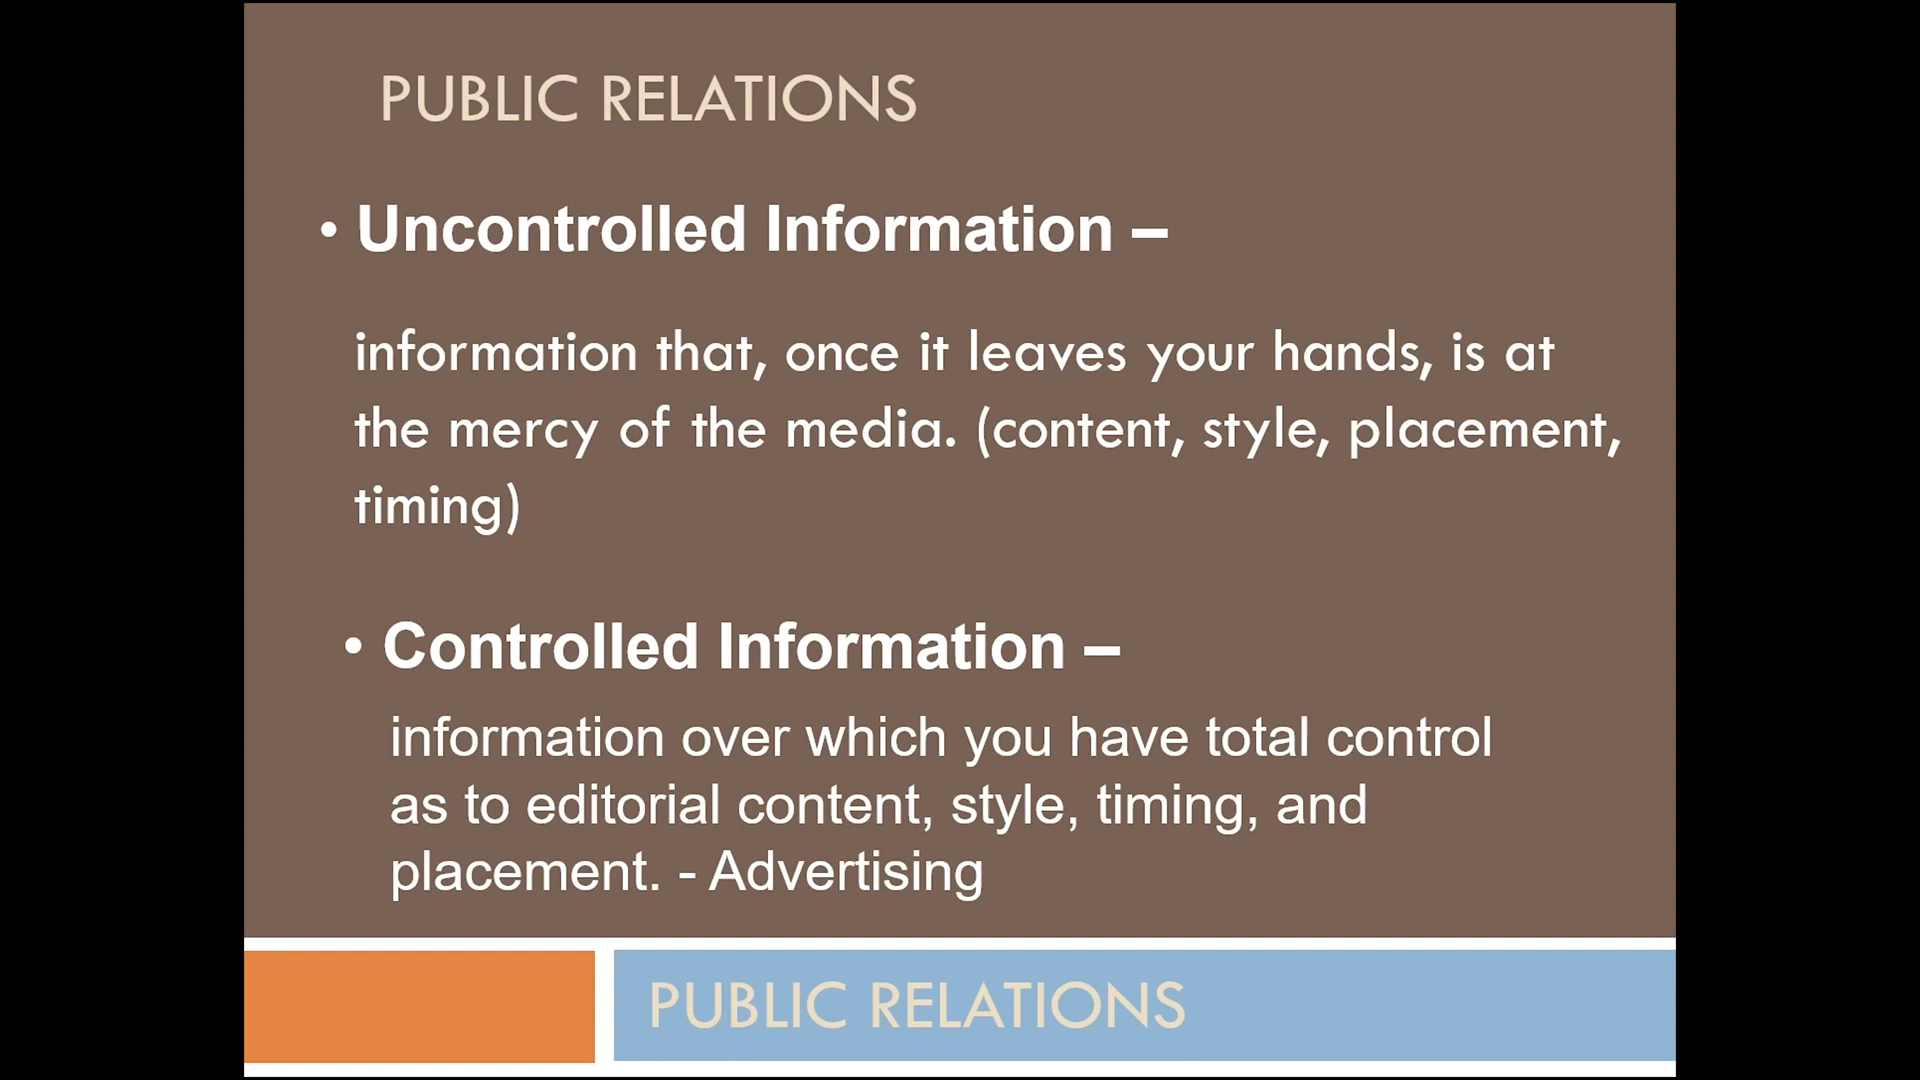 PUBLIC RELATIONS
• Uncontrolled Information –
information that, once it leaves your hands, is at
the mercy of the media. (content, style, placement,
timing)
• Controlled Information –
information over which you have total control
as to editorial content, style, timing, and
placement. - Advertising
PUBLIC RELATIONS